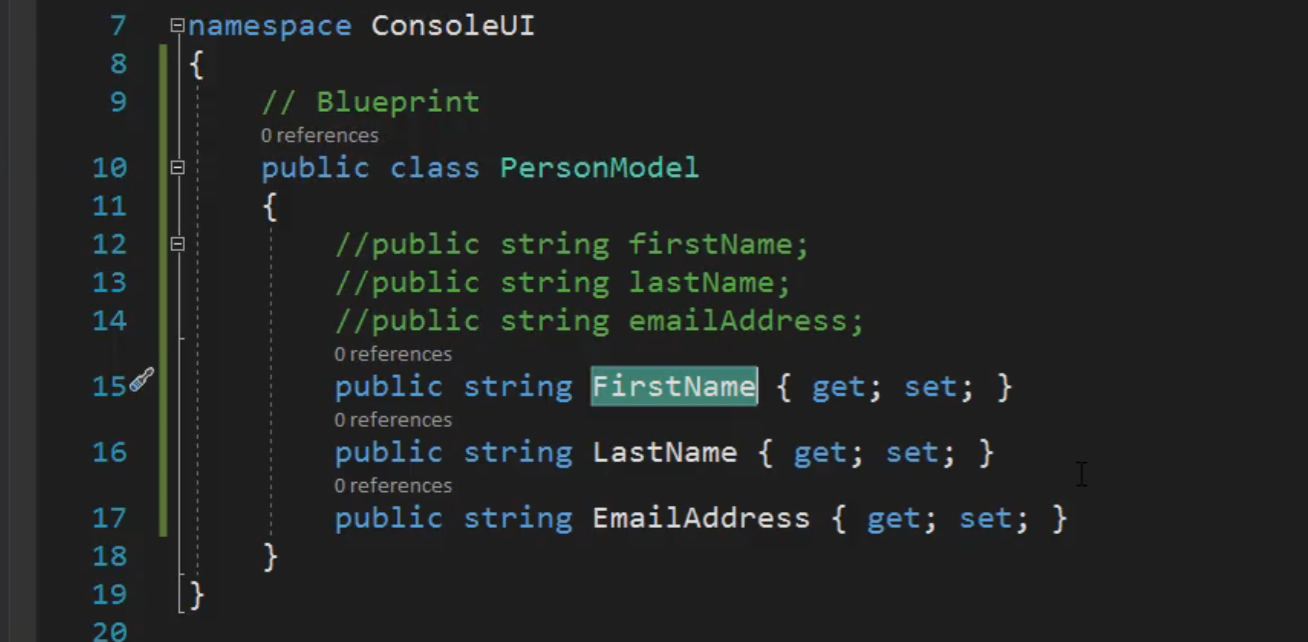 7 namespace ConsoleUI
8 {
9 // Blueprint
0 references
10 public class PersonModel
11 {
12 //public string firstName;
13 //public string lastName;
14 //public string emailAddress;
0 references
15 public string FirstName { get; set; }
0 references
16 public string LastName { get; set; }
0 references
17 public string EmailAddress { get; set; }
18 }
19 }
20